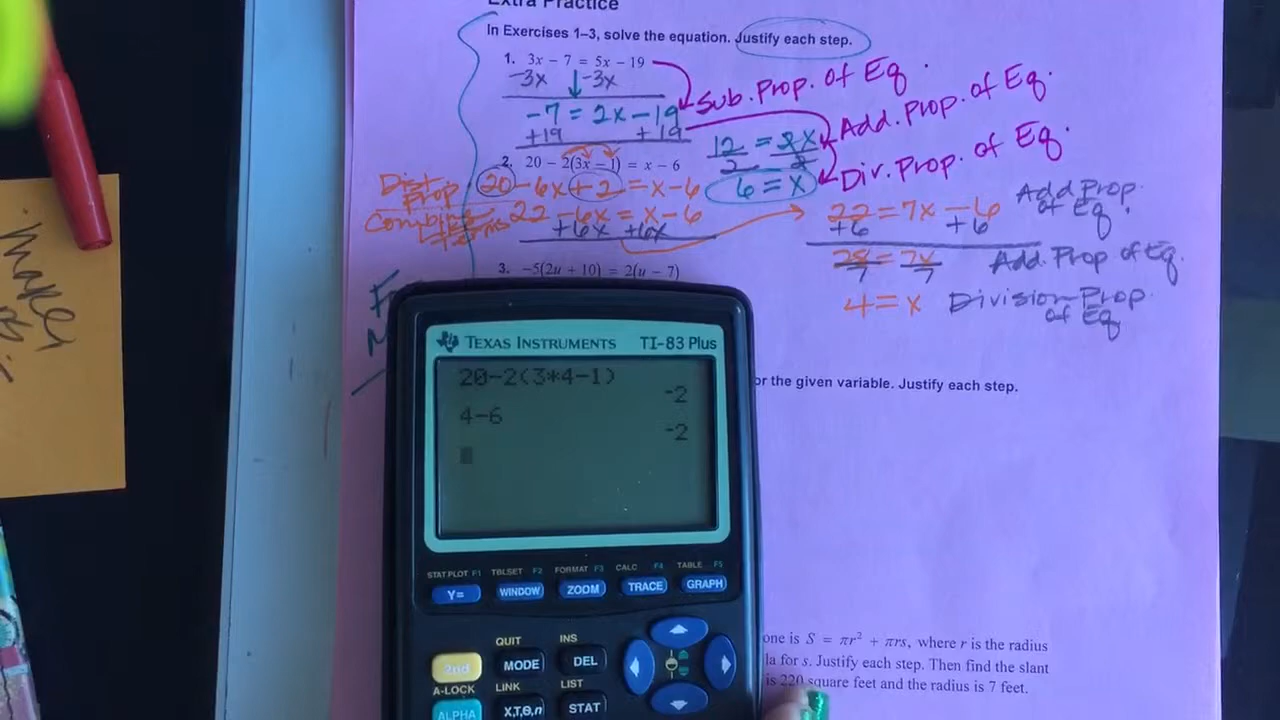 Extra Practice
In Exercises 1–3, solve the equation. Justify each step.
1. 3x − 7 = 5x − 19
-3x -3x
Sub. Prop. of Eq.
-7 = 2x - 19
+19 + 19
12 = 2x
2 2
Add. Prop. of Eq.
6 = x
Div. Prop. of Eq.
2. 20 − 2(3x − 1) = x − 6
Dist. Prop
20 - 6x + 2 = x - 6
Combine
22 - 6x = x - 6
+6x +6x
22 = 7x - 6
+6 +6
Add Prop. of Eq.
28 = 7x
7 7
Add. Prop of Eq.
4 = x
Division Prop. of Eq
3. −5(2u + 10) = 2(u − 7)
make
TEXAS INSTRUMENTS TI-83 Plus
20-2(3*4-1)
-2
4-6
-2
or the given variable. Justify each step.
STAT PLOT F1 TBLSET F2 FORMAT F3 CALC F4 TABLE F5
Y= WINDOW ZOOM TRACE GRAPH
QUIT INS
2nd MODE DEL
A-LOCK LINK LIST
ALPHA X,T,Θ,n STAT
one is S = πr² + πrs, where r is the radius
la for s. Justify each step. Then find the slant
is 220 square feet and the radius is 7 feet.